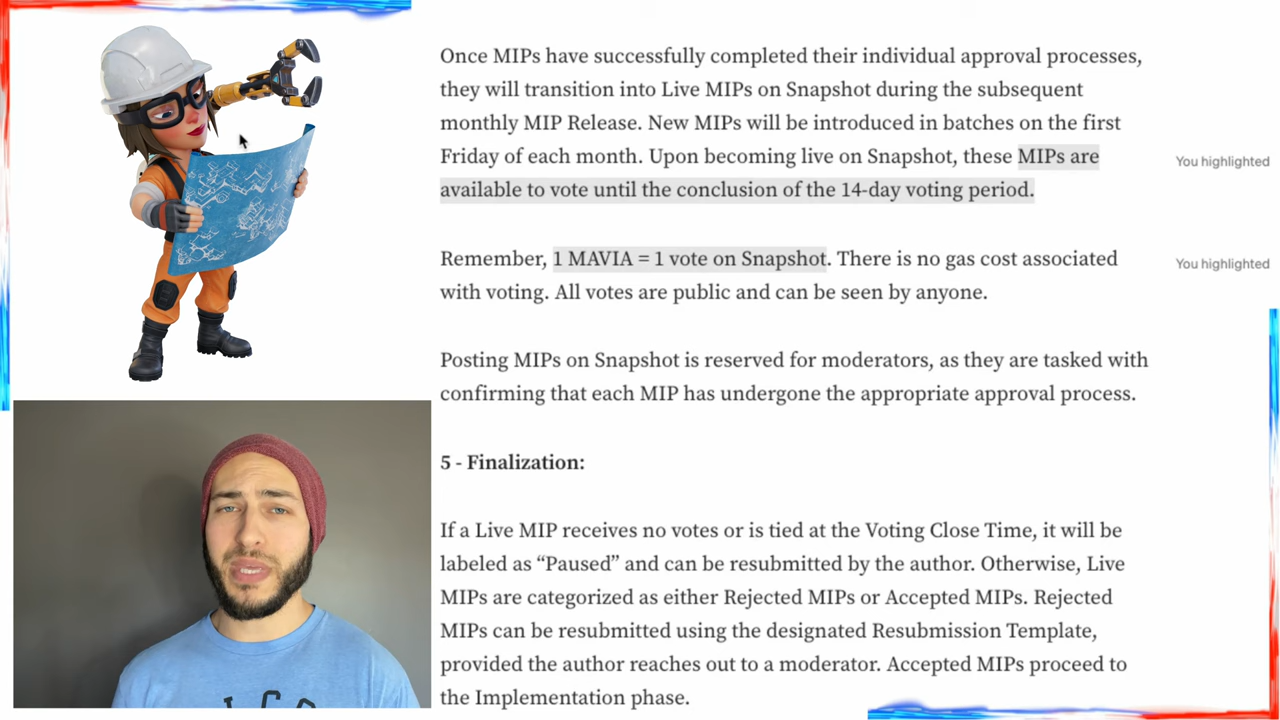 Once MIPs have successfully completed their individual approval processes,
they will transition into Live MIPs on Snapshot during the subsequent
monthly MIP Release. New MIPs will be introduced in batches on the first
Friday of each month. Upon becoming live on Snapshot, these MIPs are
You highlighted
available to vote until the conclusion of the 14-day voting period.
Remember, 1 MAVIA = 1 vote on Snapshot. There is no gas cost associated
You highlighted
with voting. All votes are public and can be seen by anyone.
Posting MIPs on Snapshot is reserved for moderators, as they are tasked with
confirming that each MIP has undergone the appropriate approval process.
5 - Finalization:
If a Live MIP receives no votes or is tied at the Voting Close Time, it will be
labeled as “Paused” and can be resubmitted by the author. Otherwise, Live
MIPs are categorized as either Rejected MIPs or Accepted MIPs. Rejected
MIPs can be resubmitted using the designated Resubmission Template,
provided the author reaches out to a moderator. Accepted MIPs proceed to
the Implementation phase.